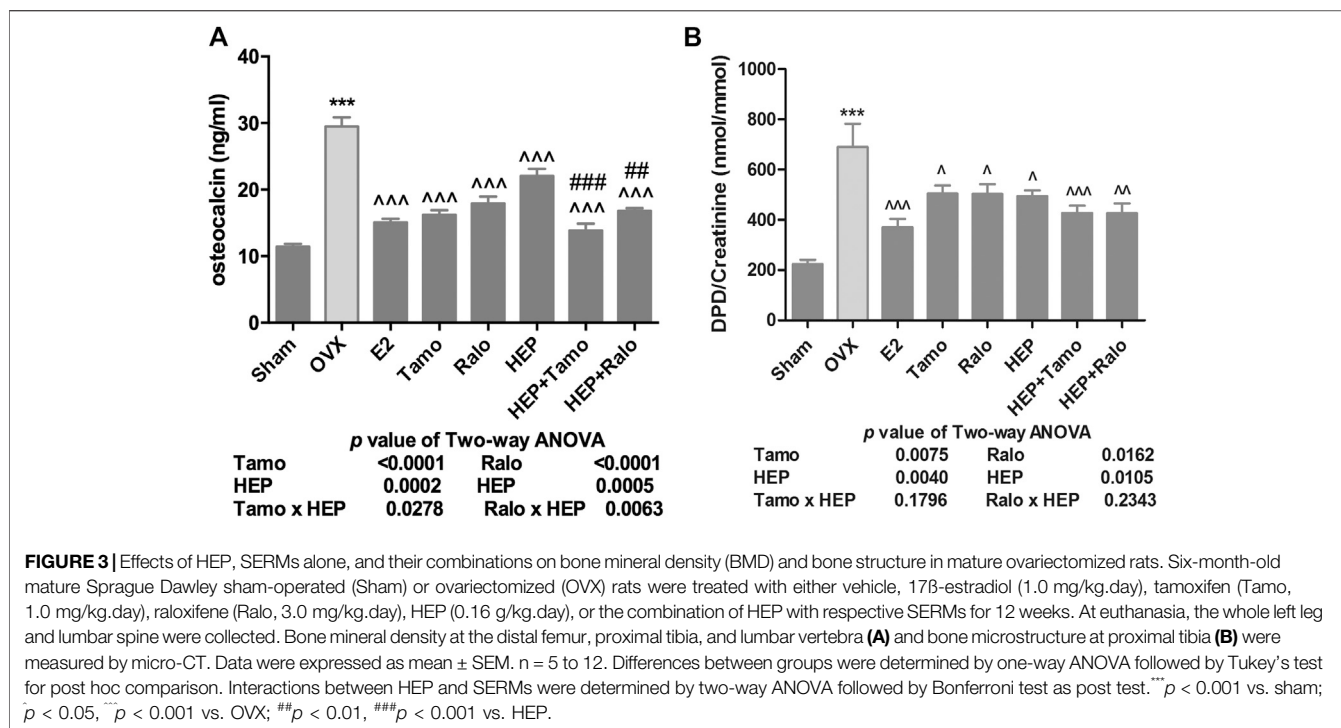 A
osteocalcin (ng/ml)
40
30
20
10
0
***
^^^
^^^
^^^
^^^
###
^^^
##
^^^
Sham
OVX
E2
Tamo
Ralo
HEP
HEP+Tamo
HEP+Ralo
p value of Two-way ANOVA
Tamo <0.0001 Ralo <0.0001
HEP 0.0002 HEP 0.0005
Tamo x HEP 0.0278 Ralo x HEP 0.0063
B
DPD/Creatinine (nmol/mmol)
1000
800
600
400
200
0
***
^^^
^
^
^
^^^
^^
Sham
OVX
E2
Tamo
Ralo
HEP
HEP+Tamo
HEP+Ralo
p value of Two-way ANOVA
Tamo 0.0075 Ralo 0.0162
HEP 0.0040 HEP 0.0105
Tamo x HEP 0.1796 Ralo x HEP 0.2343
FIGURE 3 | Effects of HEP, SERMs alone, and their combinations on bone mineral density (BMD) and bone structure in mature ovariectomized rats. Six-month-old
mature Sprague Dawley sham-operated (Sham) or ovariectomized (OVX) rats were treated with either vehicle, 17ß-estradiol (1.0 mg/kg.day), tamoxifen (Tamo,
1.0 mg/kg.day), raloxifene (Ralo, 3.0 mg/kg.day), HEP (0.16 g/kg.day), or the combination of HEP with respective SERMs for 12 weeks. At euthanasia, the whole left leg
and lumbar spine were collected. Bone mineral density at the distal femur, proximal tibia, and lumbar vertebra (A) and bone microstructure at proximal tibia (B) were
measured by micro-CT. Data were expressed as mean ± SEM. n = 5 to 12. Differences between groups were determined by one-way ANOVA followed by Tukey's test
for post hoc comparison. Interactions between HEP and SERMs were determined by two-way ANOVA followed by Bonferroni test as post test.***p < 0.001 vs. sham;
^p < 0.05, ^^^p < 0.001 vs. OVX; ##p < 0.01, ###p < 0.001 vs. HEP.